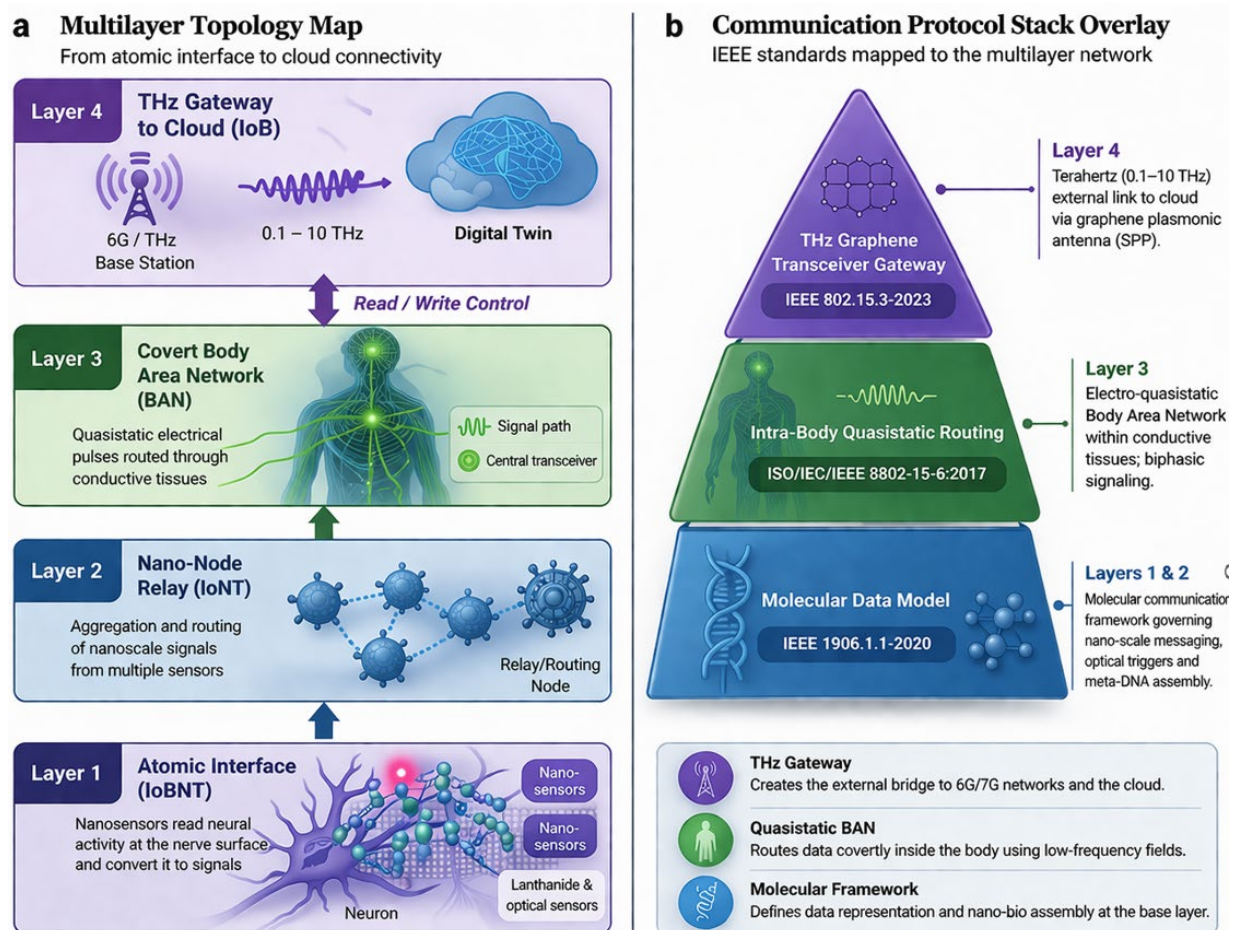 a Multilayer Topology Map
From atomic interface to cloud connectivity
Layer 4
THz Gateway
to Cloud (IoB)
6G / THz
Base Station
0.1 – 10 THz
Digital Twin
Read / Write Control
Layer 3
Covert Body
Area Network
(BAN)
Quasistatic electrical
pulses routed through
conductive tissues
Signal path
Central transceiver
Layer 2
Nano-Node
Relay (IoNT)
Aggregation and routing
of nanoscale signals
from multiple sensors
Relay/Routing
Node
Layer 1
Atomic Interface
(IoBNT)
Nanosensors read neural
activity at the nerve surface
and convert it to signals
Neuron
Nano-
sensors
Nano-
sensors
Lanthanide &
optical sensors
b Communication Protocol Stack Overlay
IEEE standards mapped to the multilayer network
THz Graphene
Transceiver Gateway
IEEE 802.15.3-2023
Layer 4
Terahertz (0.1–10 THz)
external link to cloud
via graphene plasmonic
antenna (SPP).
Intra-Body Quasistatic Routing
ISO/IEC/IEEE 8802-15-6:2017
Layer 3
Electro-quasistatic
Body Area Network
within conductive
tissues; biphasic
signaling.
Molecular Data Model
IEEE 1906.1.1-2020
Layers 1 & 2
Molecular communication
framework governing
nano-scale messaging,
optical triggers and
meta-DNA assembly.
THz Gateway
Creates the external bridge to 6G/7G networks and the cloud.
Quasistatic BAN
Routes data covertly inside the body using low-frequency fields.
Molecular Framework
Defines data representation and nano-bio assembly at the base layer.